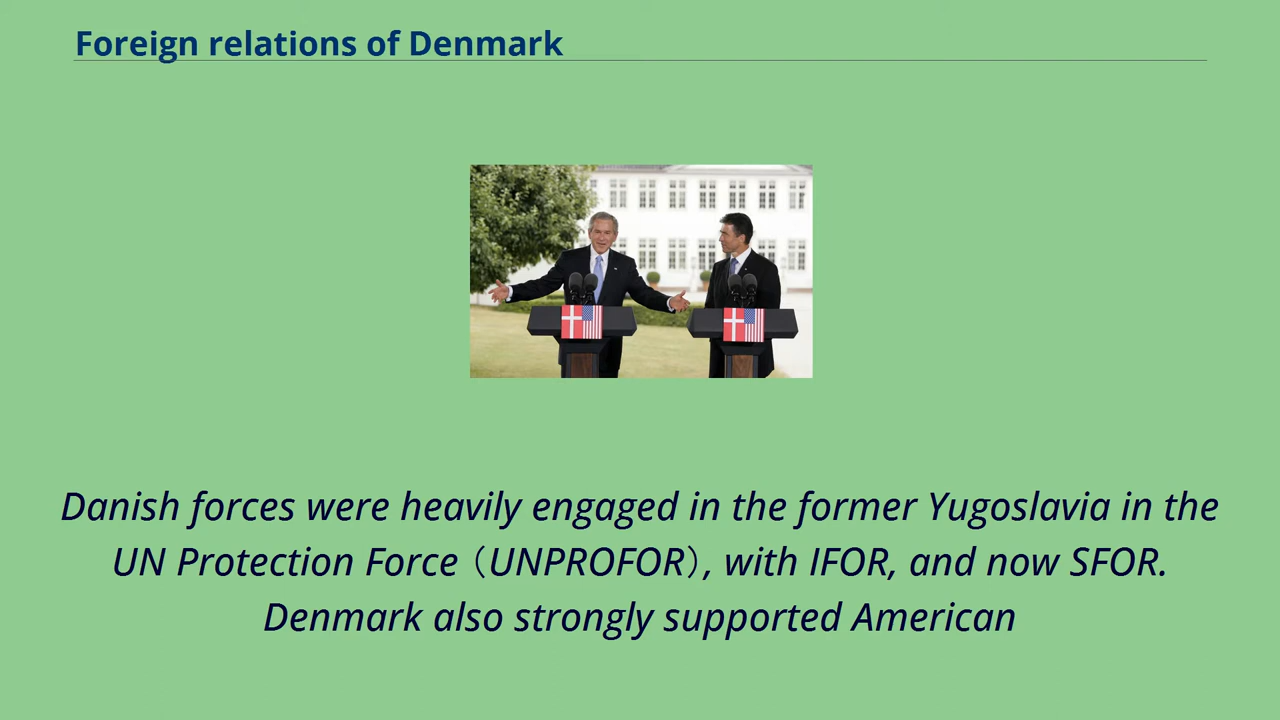 Foreign relations of Denmark
Danish forces were heavily engaged in the former Yugoslavia in the
UN Protection Force（UNPROFOR）, with IFOR, and now SFOR.
Denmark also strongly supported American